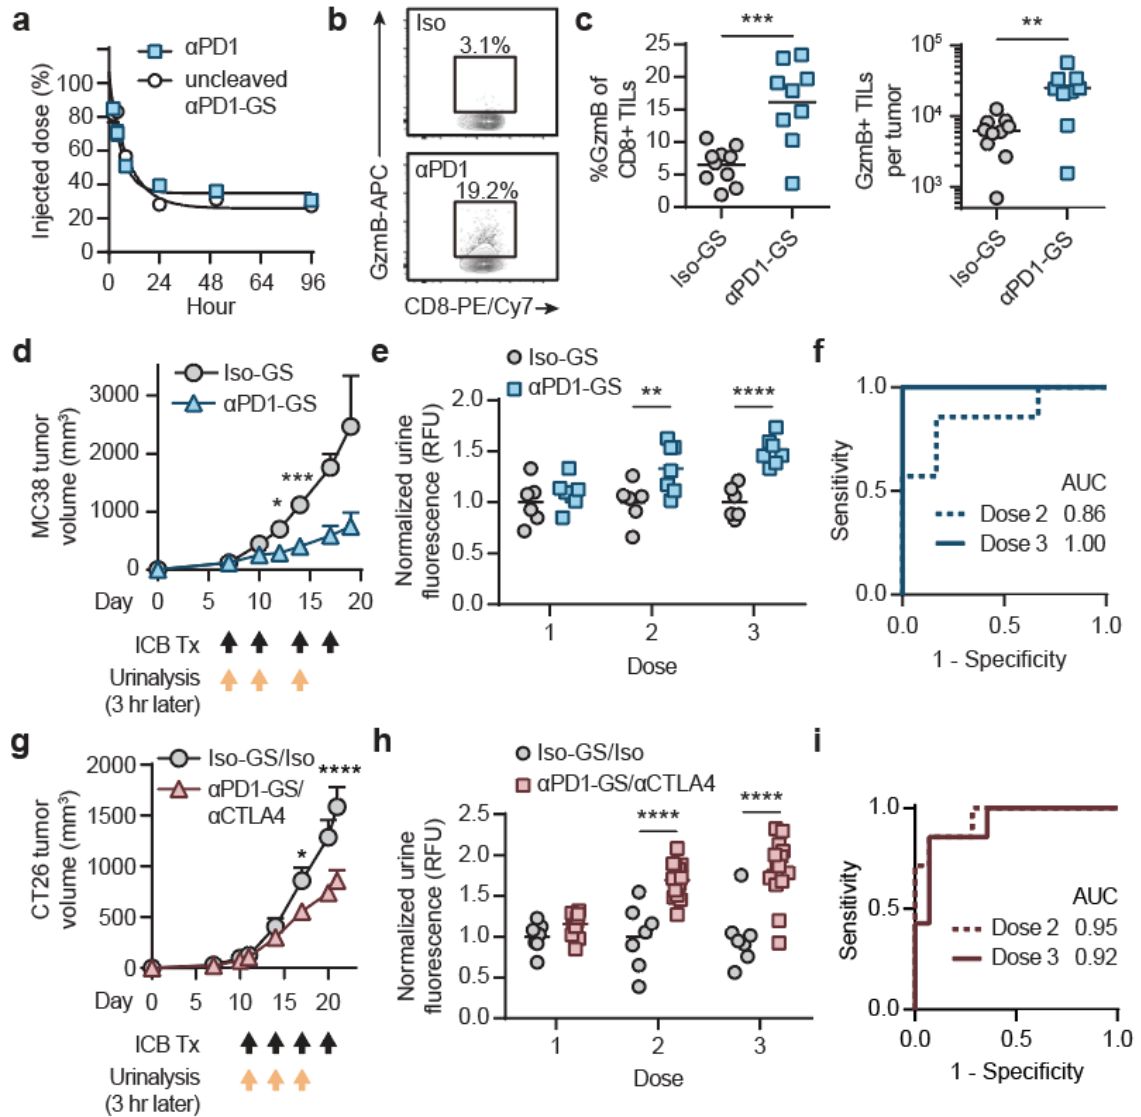 a
αPD1
uncleaved
αPD1-GS
Injected dose (%)
100
80
60
40
20
0
0 24 48 64 96
Hour
b
Iso
3.1%
αPD1
19.2%
GzmB-APC
CD8-PE/Cy7
c
***
%GzmB of
CD8+ TILs
25
20
15
10
5
0
Iso-GS
αPD1-GS
**
GzmB+ TILs
per tumor
10⁵
10⁴
10³
Iso-GS
αPD1-GS
d
Iso-GS
αPD1-GS
MC38 tumor
volume (mm³)
3000
2000
1000
0
*
***
Day 0 5 10 15 20
ICB Tx
Urinalysis
(3 hr later)
e
Iso-GS
αPD1-GS
Normalized urine
fluorescence (RFU)
2.0
1.5
1.0
0.5
0.0
**
****
1 2 3
Dose
f
Sensitivity
1.0
0.5
0.0
AUC
Dose 2 0.86
Dose 3 1.00
0.0 0.5 1.0
1 - Specificity
g
Iso-GS/Iso
αPD1-GS/
αCTLA4
CT26 tumor
volume (mm³)
2000
1500
1000
500
0
*
****
Day 0 5 10 15 20
ICB Tx
Urinalysis
(3 hr later)
h
Iso-GS/Iso
αPD1-GS/αCTLA4
Normalized urine
fluorescence (RFU)
2.5
2.0
1.5
1.0
0.5
0.0
****
****
1 2 3
Dose
i
Sensitivity
1.0
0.5
0.0
AUC
Dose 2 0.95
Dose 3 0.92
0.0 0.5 1.0
1 - Specificity